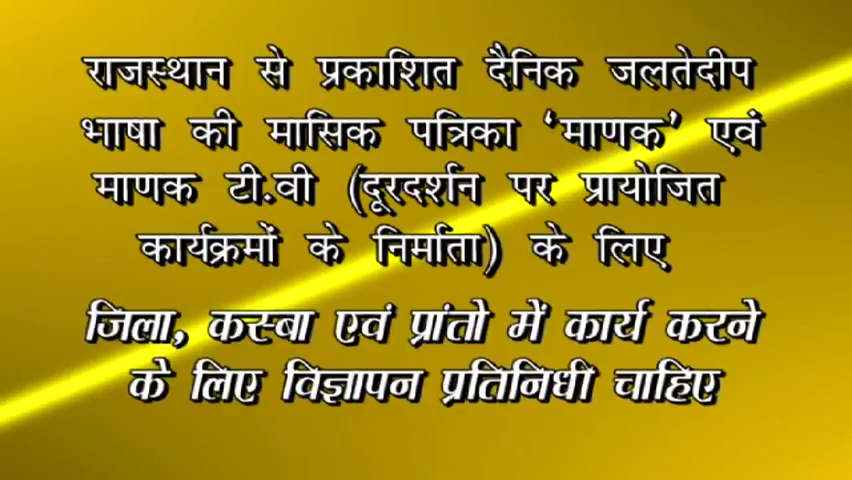 राजस्थान से प्रकाशित दैनिक जलतेदीप
भाषा की मासिक पत्रिका ‘माणक’ एवं
माणक टी.वी (दूरदर्शन पर प्रायोजित
कार्यक्रमों के निर्माता) के लिए
जिला, कस्बा एवं प्रांतो में कार्य करने
के लिए विज्ञापन प्रतिनिधी चाहिए